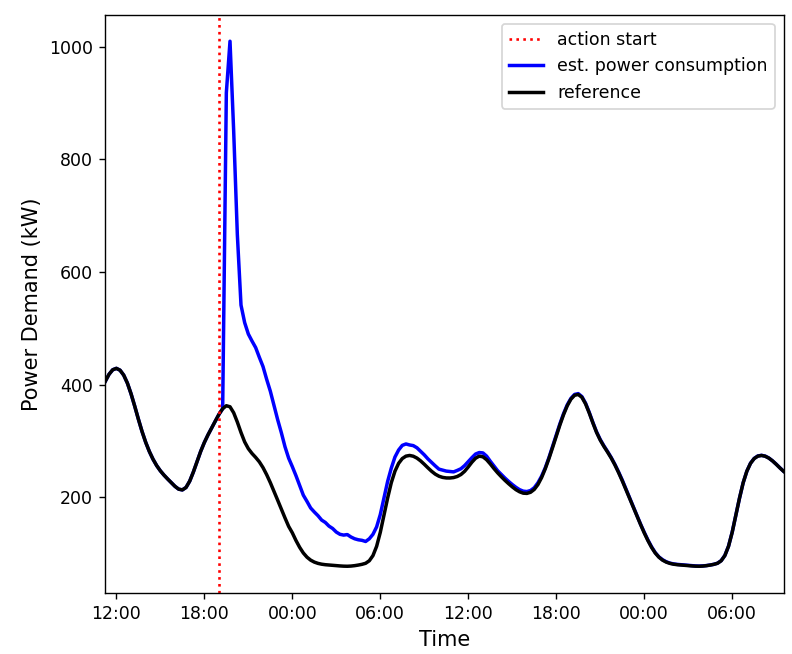 action start
est. power consumption
reference
1000
800
600
400
200
Power Demand (kW)
12:00 18:00 00:00 06:00 12:00 18:00 00:00 06:00
Time